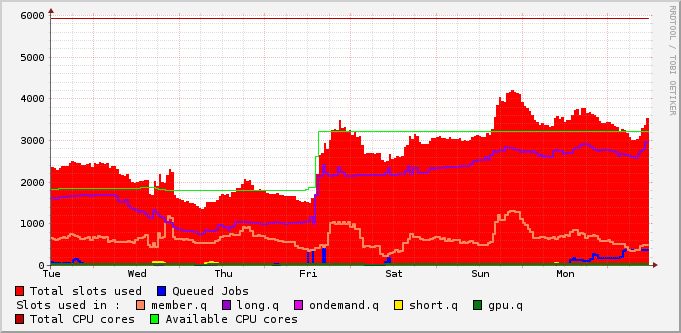 6000
5000
4000
3000
2000
1000
0
Tue Wed Thu Fri Sat Sun Mon
Total slots used Queued Jobs
Slots used in : member.q long.q ondemand.q short.q gpu.q
Total CPU cores Available CPU cores
RRDTOOL / TOBI OETIKER